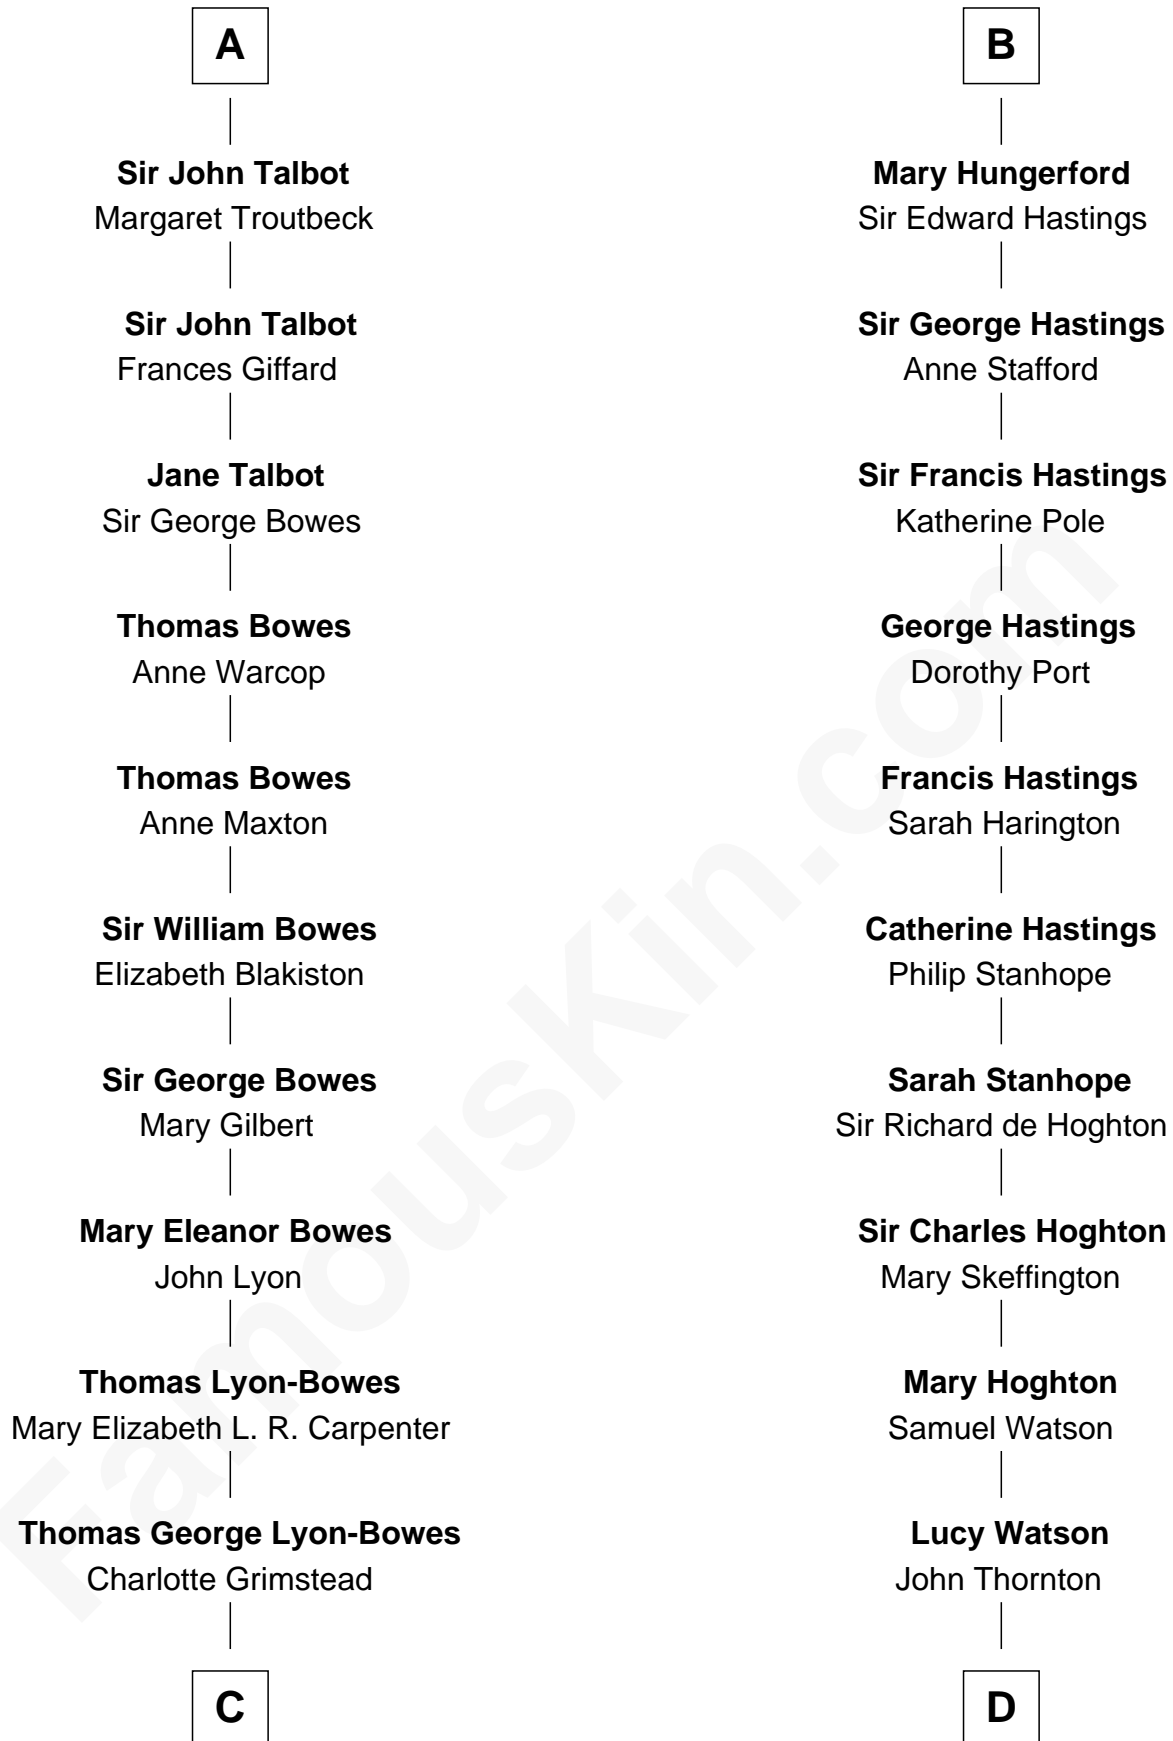 A
Sir John Talbot
Margaret Troutbeck
Sir John Talbot
Frances Giffard
Jane Talbot
Sir George Bowes
Thomas Bowes
Anne Warcop
Thomas Bowes
Anne Maxton
Sir William Bowes
Elizabeth Blakiston
Sir George Bowes
Mary Gilbert
Mary Eleanor Bowes
John Lyon
Thomas Lyon-Bowes
Mary Elizabeth L. R. Carpenter
Thomas George Lyon-Bowes
Charlotte Grimstead
C
B
Mary Hungerford
Sir Edward Hastings
Sir George Hastings
Anne Stafford
Sir Francis Hastings
Katherine Pole
George Hastings
Dorothy Port
Francis Hastings
Sarah Harington
Catherine Hastings
Philip Stanhope
Sarah Stanhope
Sir Richard de Hoghton
Sir Charles Hoghton
Mary Skeffington
Mary Hoghton
Samuel Watson
Lucy Watson
John Thornton
D
FamousKin.com